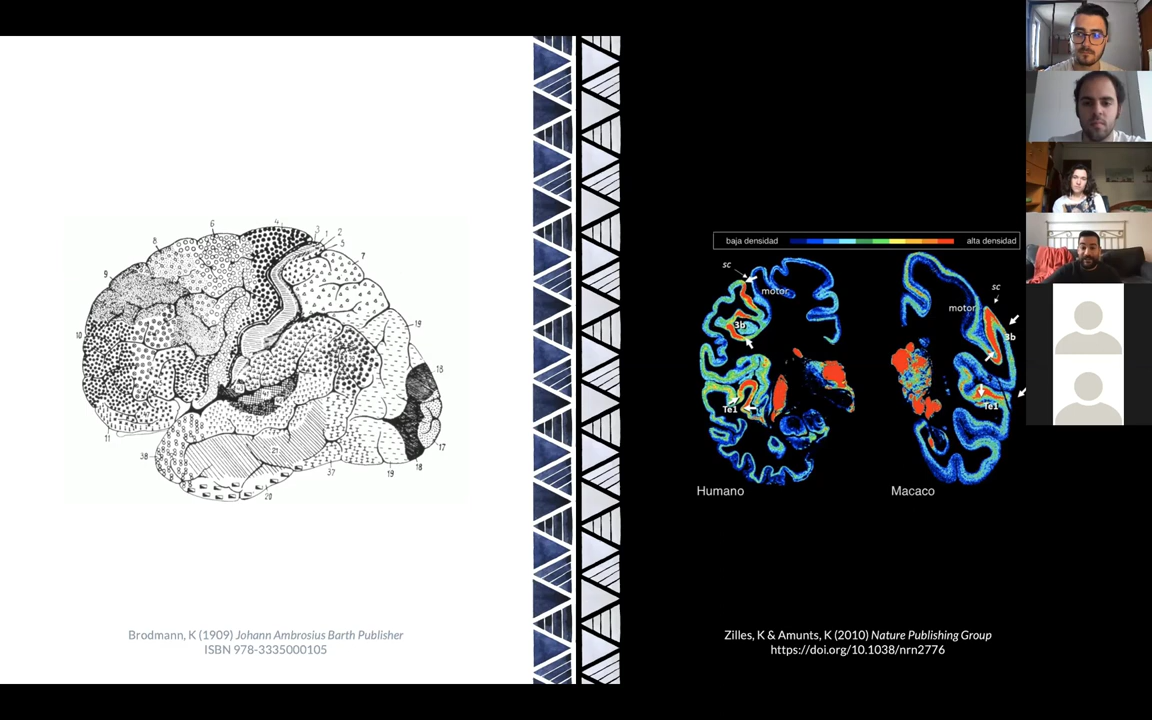 6
4
3
1
2
5
8
7
9
10
19
18
17
11
38
21
20
37
19
18
Brodmann, K (1909) Johann Ambrosius Barth Publisher
ISBN 978-3335000105
baja densidad
alta densidad
sc
motor
3b
Te1
Humano
sc
motor
3b
Te1
Macaco
Zilles, K & Amunts, K (2010) Nature Publishing Group
https://doi.org/10.1038/nrn2776